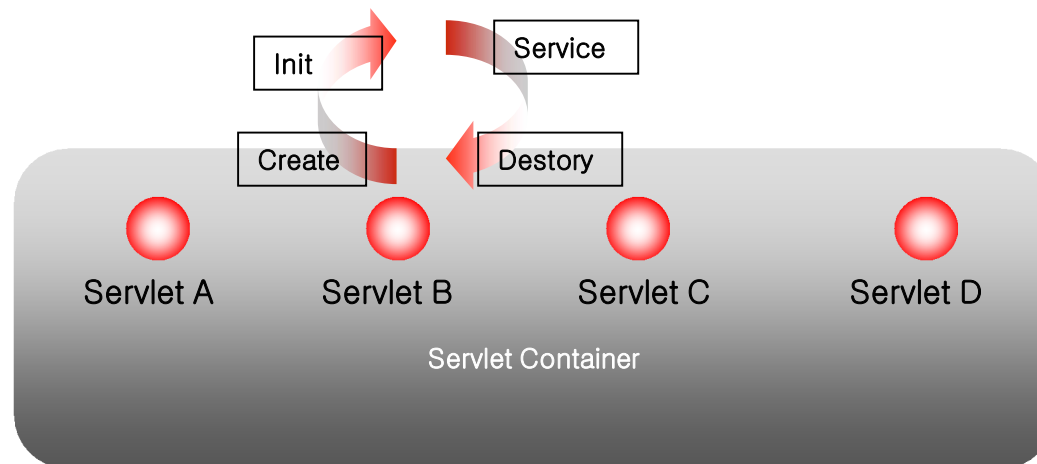 Init
Service
Create
Destory
Servlet A
Servlet B
Servlet C
Servlet D
Servlet Container